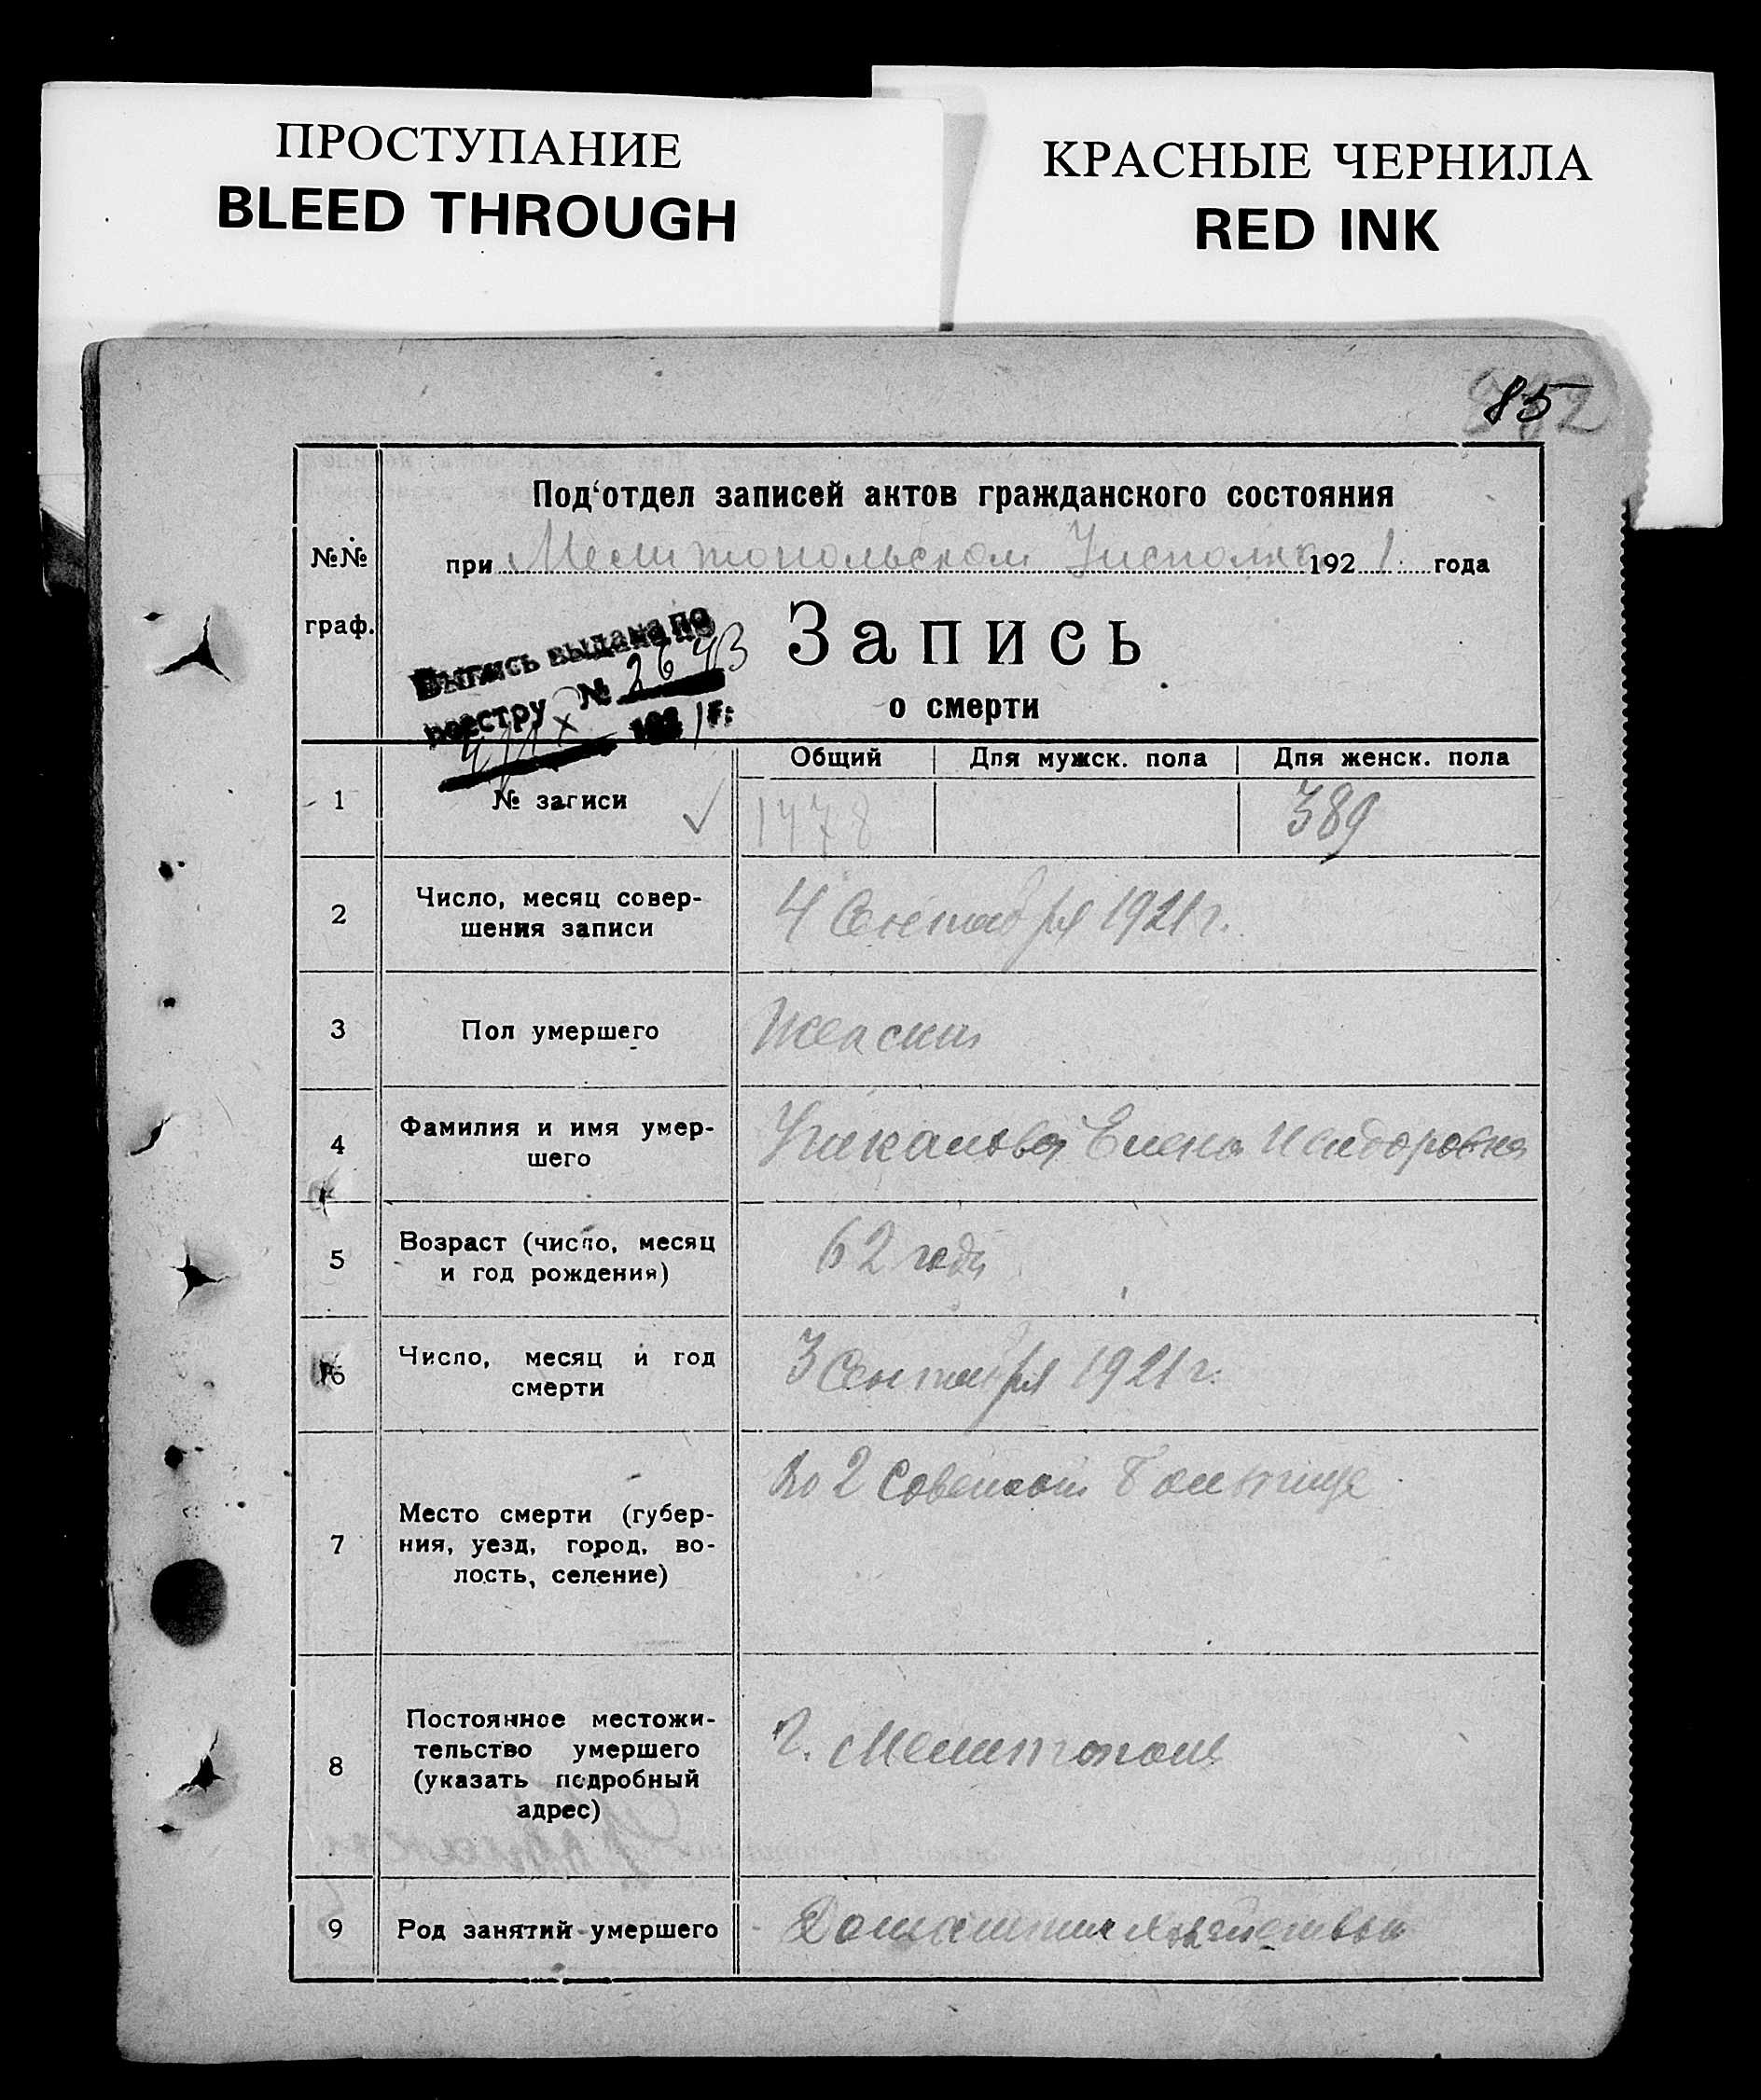 ПРОСТУПАНИЕ
BLEED THROUGH
КРАСНЫЕ ЧЕРНИЛА
RED INK
85
Под‘отдел записей актов гражданского состояния
№№
граф.
при Мелитопольском Уисполк 192 1 года
Выпись выдана по
реестру №
Запись
о смерти
Общий Для мужск. пола Для женск. пола
1 № записи 1478 389
2 Число, месяц совер-
шения записи
4 Сентября 1921 г.
3 Пол умершего Женский
4 Фамилия и имя умер-
шего
Елена Исидоровна
5 Возраст (число, месяц
и год рождения)
62 года
6 Число, месяц и год
смерти
3 Сентября 1921 г.
7 Место смерти (губер-
ния, уезд, город, во-
лость, селение)
Во 2 Советской больнице
8 Постоянное местожи-
тельство умершего
(указать подробный
адрес)
г. Мелитополь
9 Род занятий умершего Домашним хозяйством